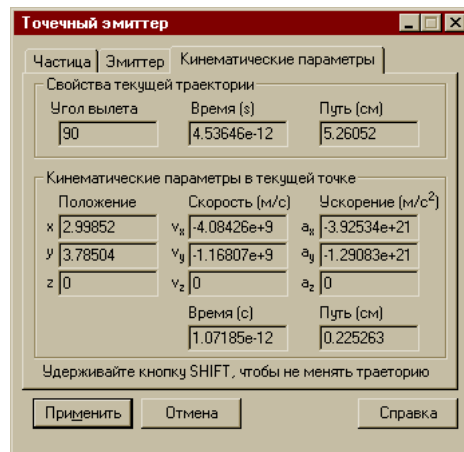 Точечный эмиттер
Частица Эмиттер Кинематические параметры
Свойства текущей траектории
Угол вылета Время (s) Путь (см)
90 4.53646e-12 5.26052
Кинематические параметры в текущей точке
Положение Скорость (м/с) Ускорение (м/с²)
x 2.99852 vx -4.08426e+9 ax -3.92534e+21
y 3.78504 vy -1.16807e+9 ay -1.29083e+21
z 0 vz 0 az 0
Время (с) Путь (см)
1.07185e-12 0.225263
Удерживайте кнопку SHIFT, чтобы не менять траеторию
Применить Отмена Справка